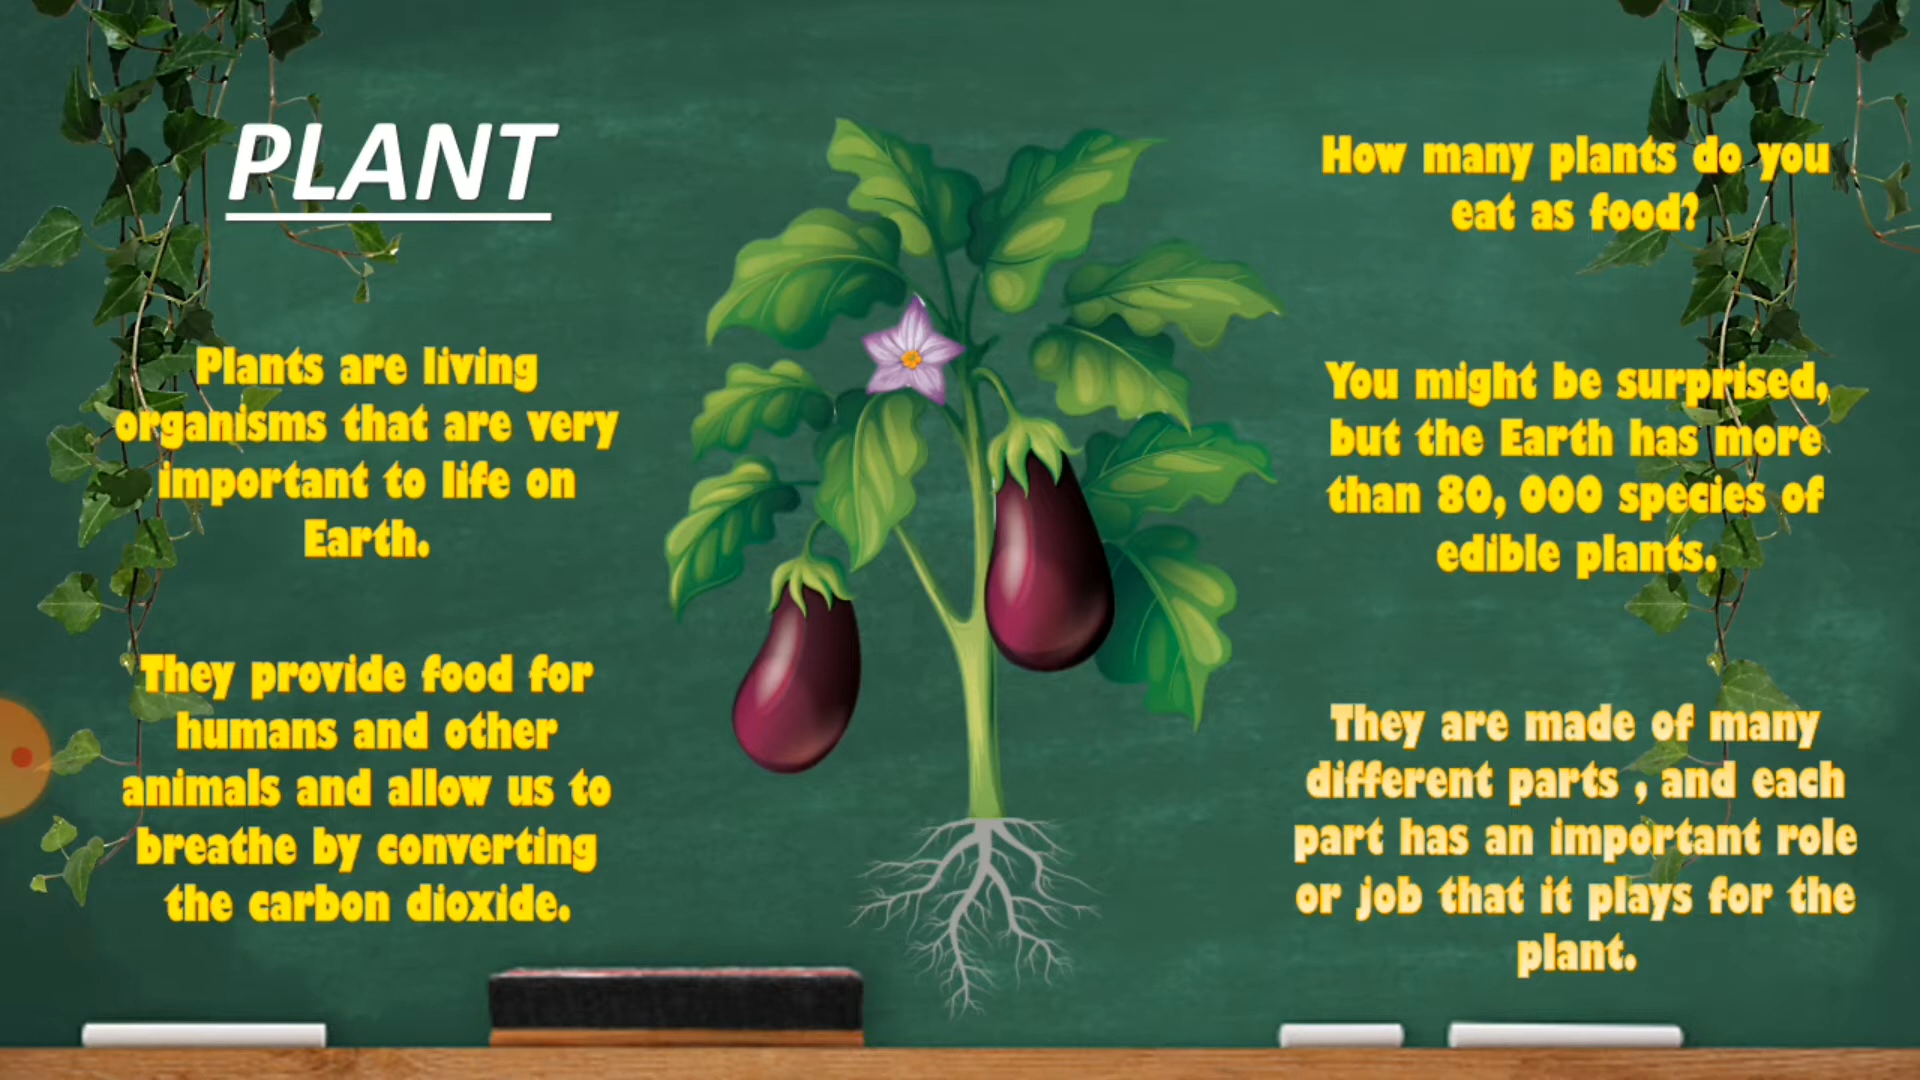 PLANT
Plants are living
organisms that are very
important to life on
Earth.
They provide food for
humans and other
animals and allow us to
breathe by converting
the carbon dioxide.
How many plants do you
eat as food?
You might be surprised,
but the Earth has more
than 80, 000 species of
edible plants.
They are made of many
different parts , and each
part has an important role
or job that it plays for the
plant.